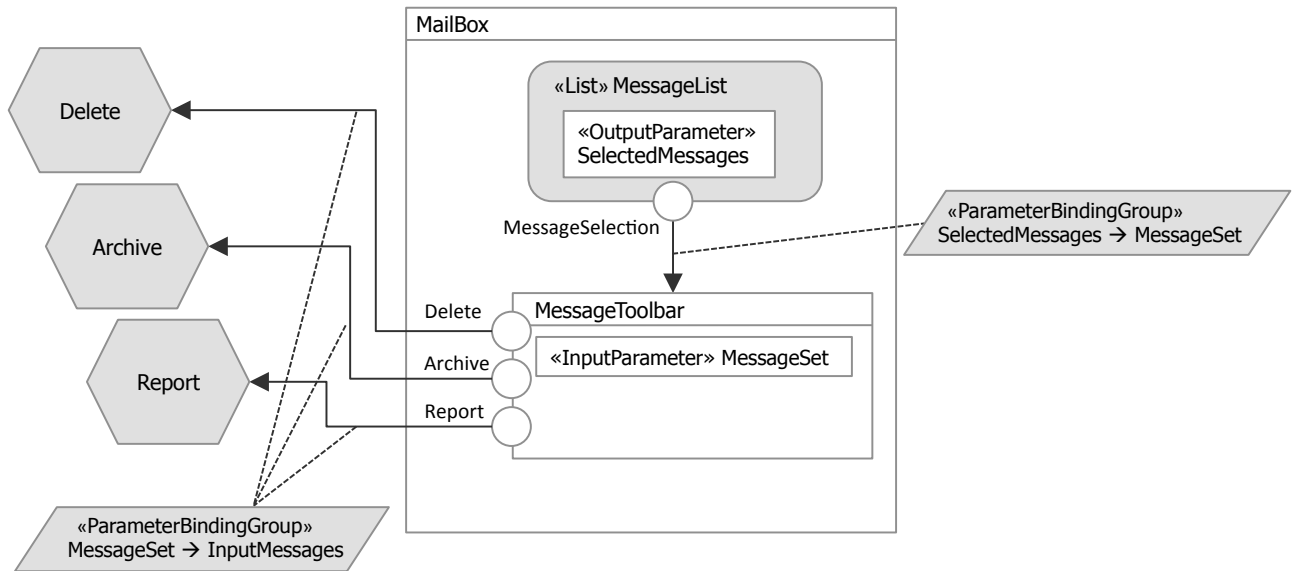 MailBox
«List» MessageList
«OutputParameter»
SelectedMessages
Delete
Archive
Report
MessageSelection
«ParameterBindingGroup»
SelectedMessages → MessageSet
Delete
Archive
Report
MessageToolbar
«InputParameter» MessageSet
«ParameterBindingGroup»
MessageSet → InputMessages